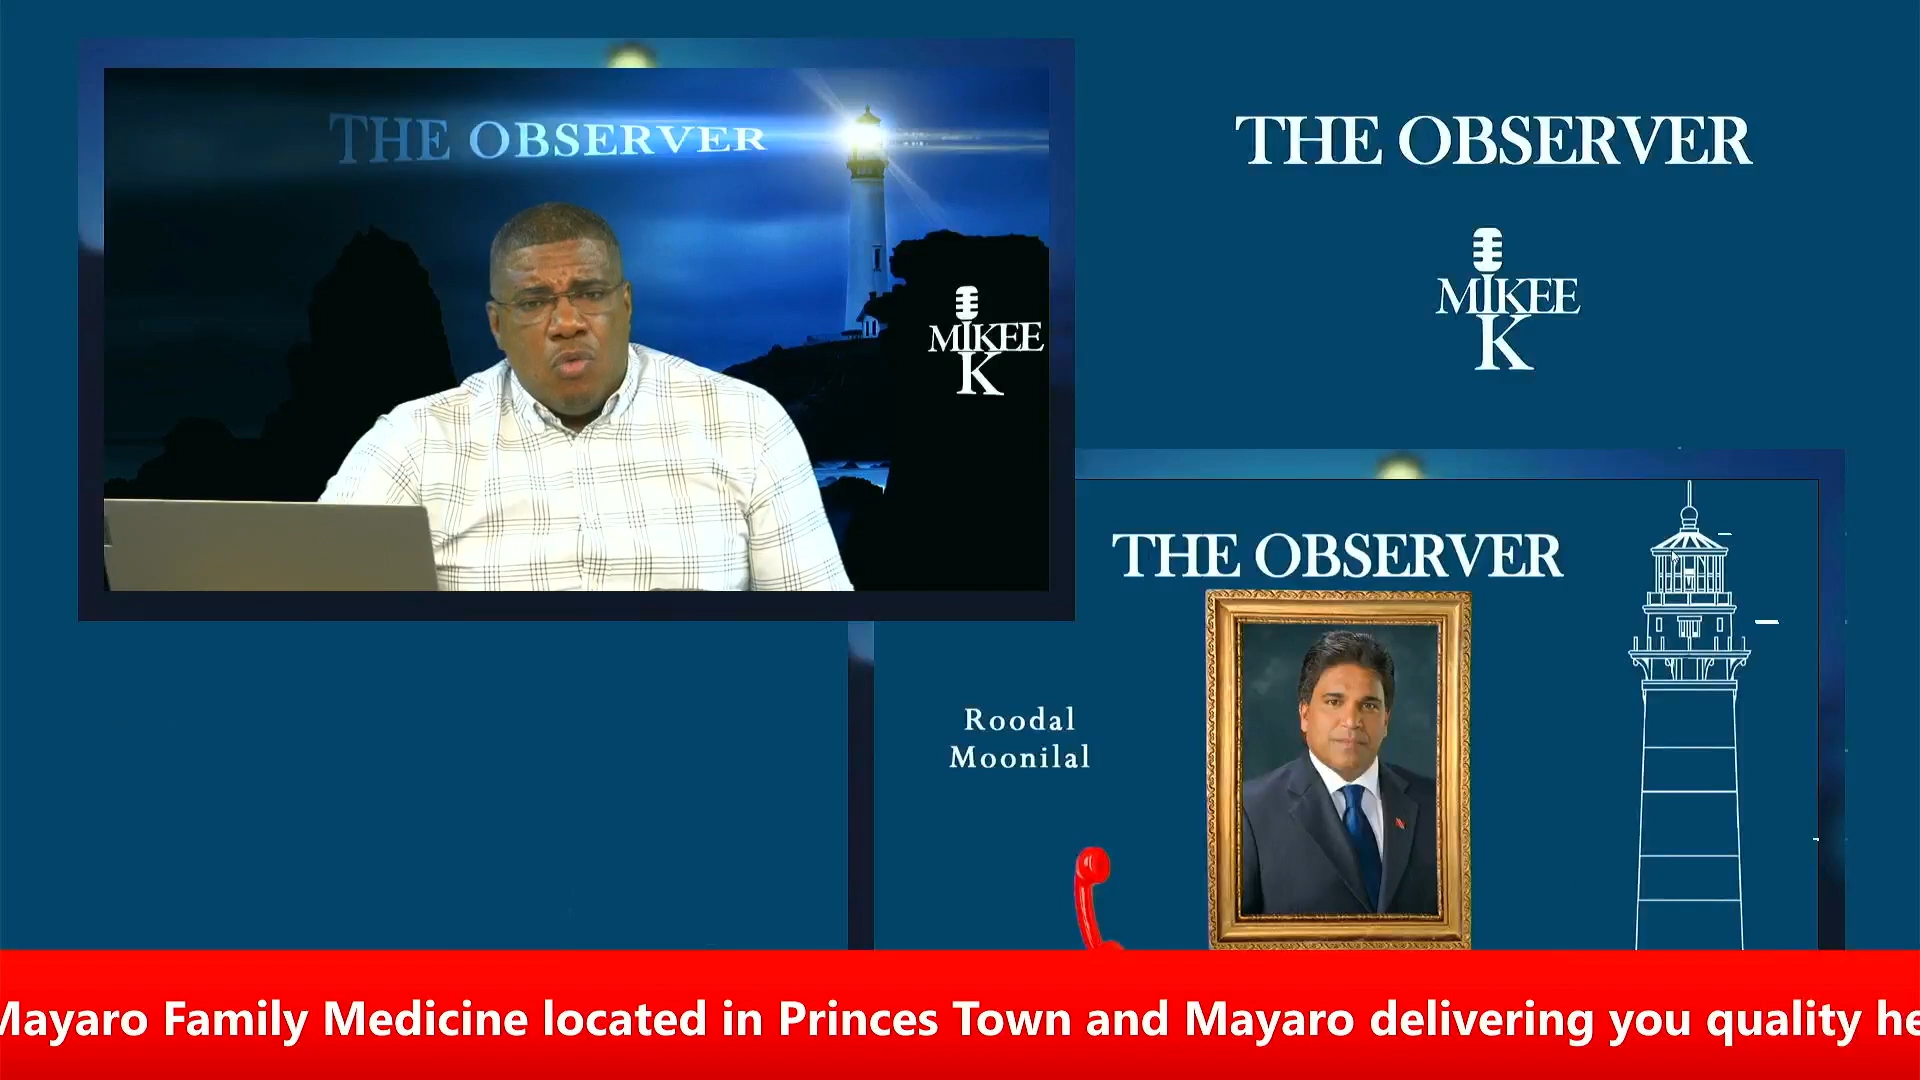 THE OBSERVER
MIKEE
K
THE OBSERVER
MIKEE
K
THE OBSERVER
Roodal
Moonilal
Mayaro Family Medicine located in Princes Town and Mayaro delivering you quality he